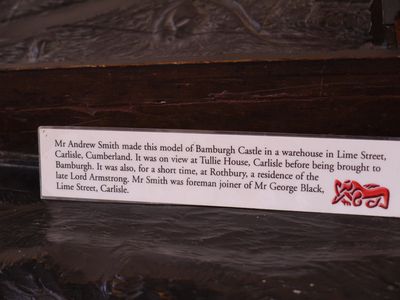 Mr Andrew Smith made this model of Bamburgh Castle in a warehouse in Lime Street,
Carlisle, Cumberland. It was on view at Tullie House, Carlisle before being brought to
Bamburgh. It was also, for a short time, at Rothbury, a residence of the
late Lord Armstrong. Mr Smith was foreman joiner of Mr George Black,
Lime Street, Carlisle.